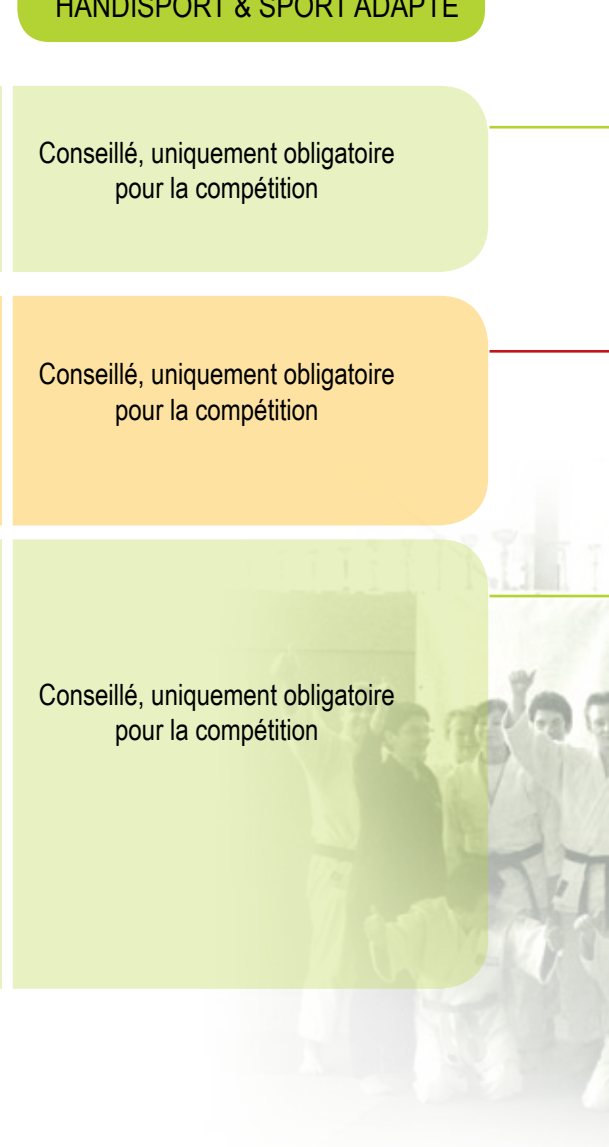 HANDISPORT & SPORT ADAPTÉ
Conseillé, uniquement obligatoire
pour la compétition
Conseillé, uniquement obligatoire
pour la compétition
Conseillé, uniquement obligatoire
pour la compétition